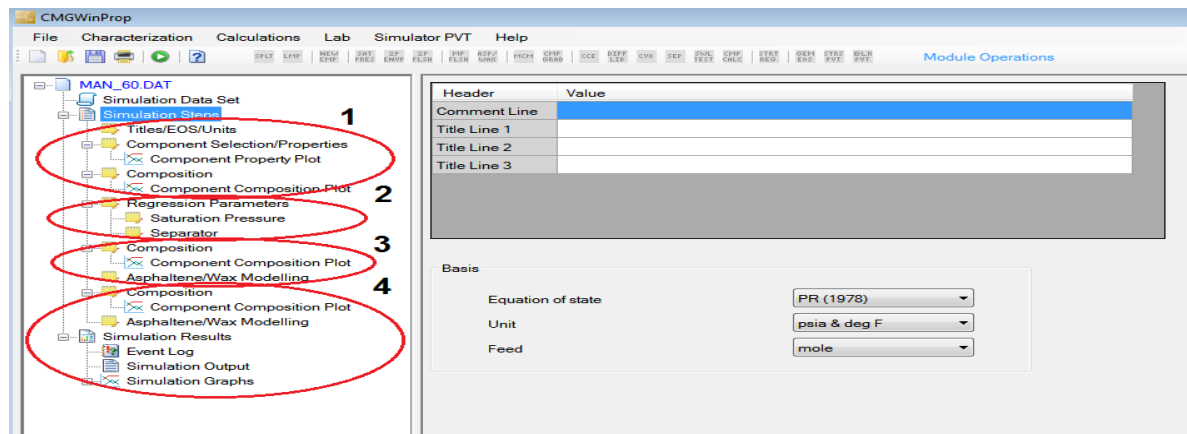 CMGWinProp
File Characterization Calculations Lab Simulator PVT Help
SPLT LMP NEW CMP SAT PRES 2P ENVP 2P FLSH MP FLSH ASP/ WAX MCM CMP GRAD CCE DIFF LIB CVD SEP SWL TEST CMP CALC STRT REG GEM EOS STRS PVT BLK PVT Module Operations
MAN_60.DAT
Simulation Data Set
Simulation Steps
1
Titles/EOS/Units
Component Selection/Properties
Component Property Plot
Composition
Component Composition Plot
2
Regression Parameters
Saturation Pressure
Separator
3
Composition
Component Composition Plot
Asphaltene/Wax Modelling
4
Composition
Component Composition Plot
Asphaltene/Wax Modelling
Simulation Results
Event Log
Simulation Output
Simulation Graphs
Header Value
Comment Line
Title Line 1
Title Line 2
Title Line 3
Basis
Equation of state PR (1978)
Unit psia & deg F
Feed mole